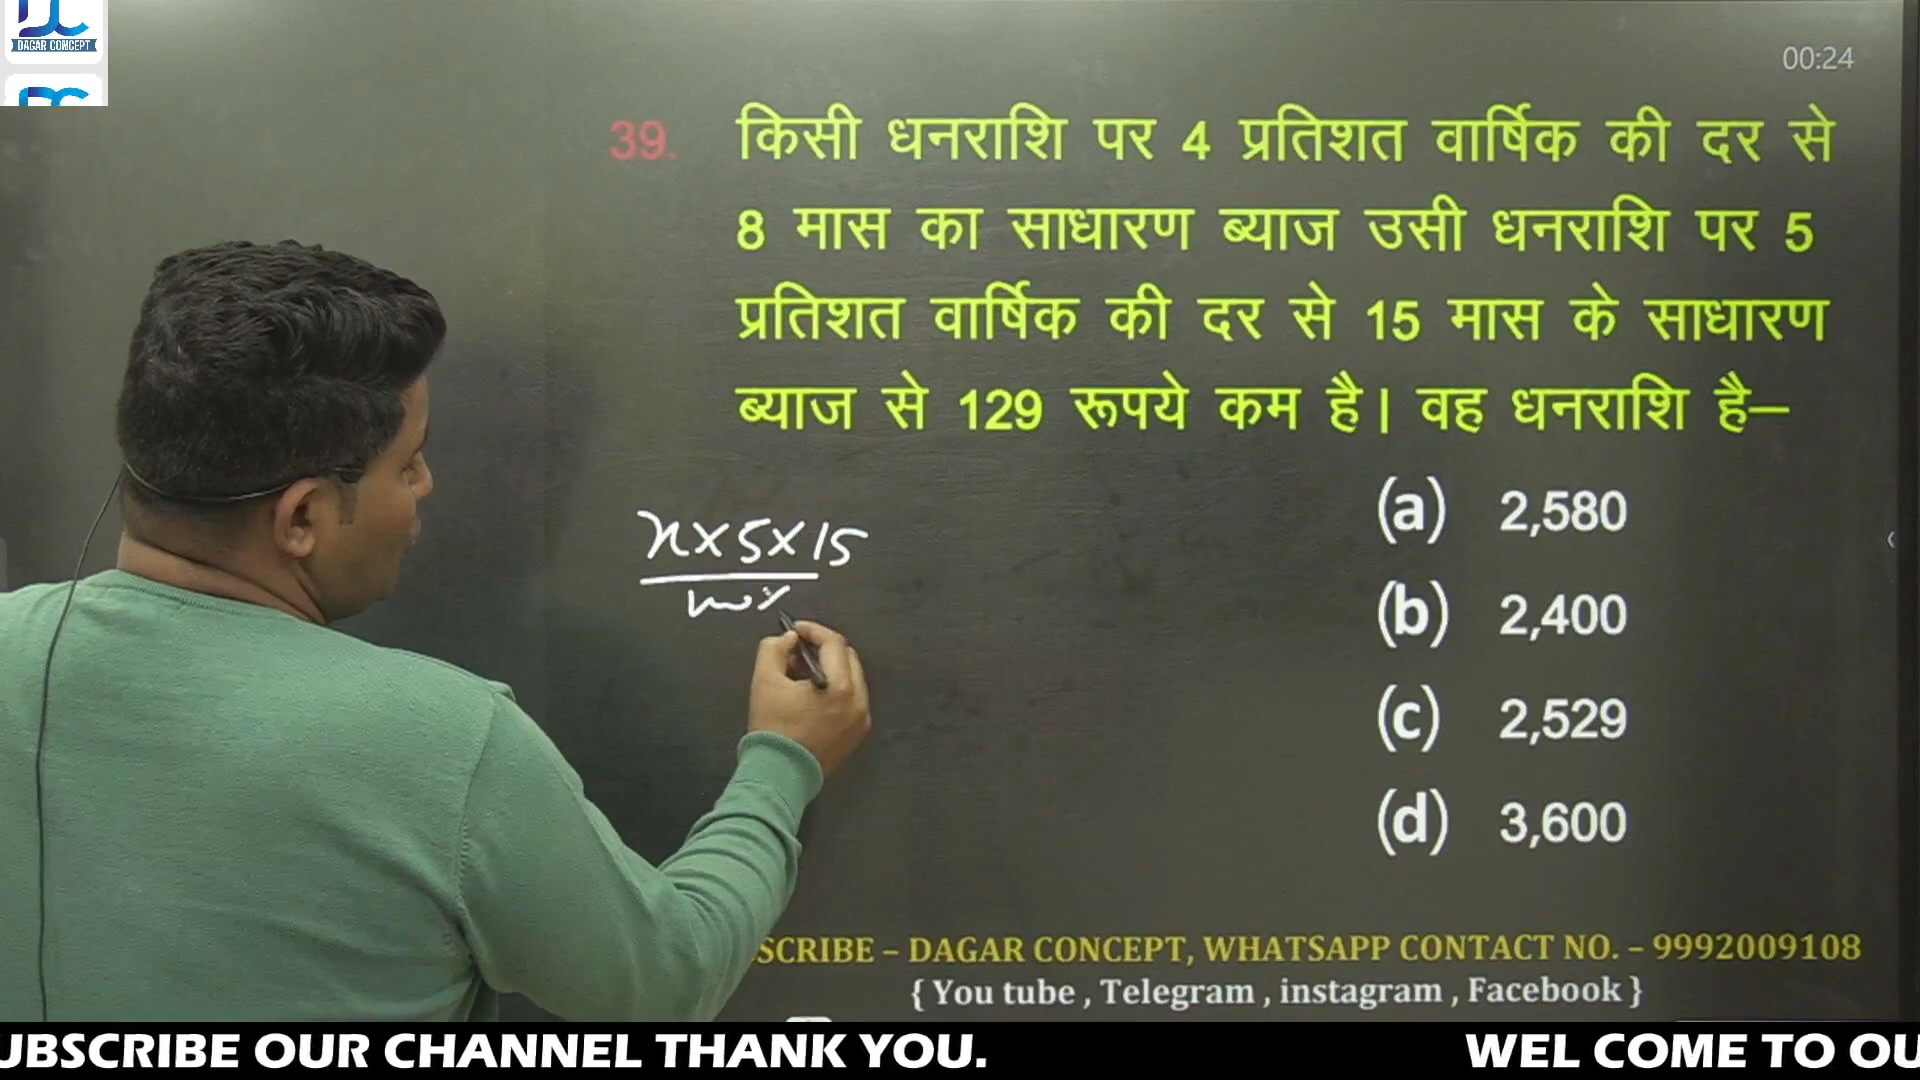 DAGAR CONCEPT
00:24
39. किसी धनराशि पर 4 प्रतिशत वार्षिक की दर से
8 मास का साधारण ब्याज उसी धनराशि पर 5
प्रतिशत वार्षिक की दर से 15 मास के साधारण
ब्याज से 129 रूपये कम है। वह धनराशि है–
(a) 2,580
(b) 2,400
(c) 2,529
(d) 3,600
x×5×15
SCRIBE – DAGAR CONCEPT, WHATSAPP CONTACT NO. – 9992009108
{ You tube , Telegram , instagram , Facebook }
UBSCRIBE OUR CHANNEL THANK YOU. WEL COME TO OU